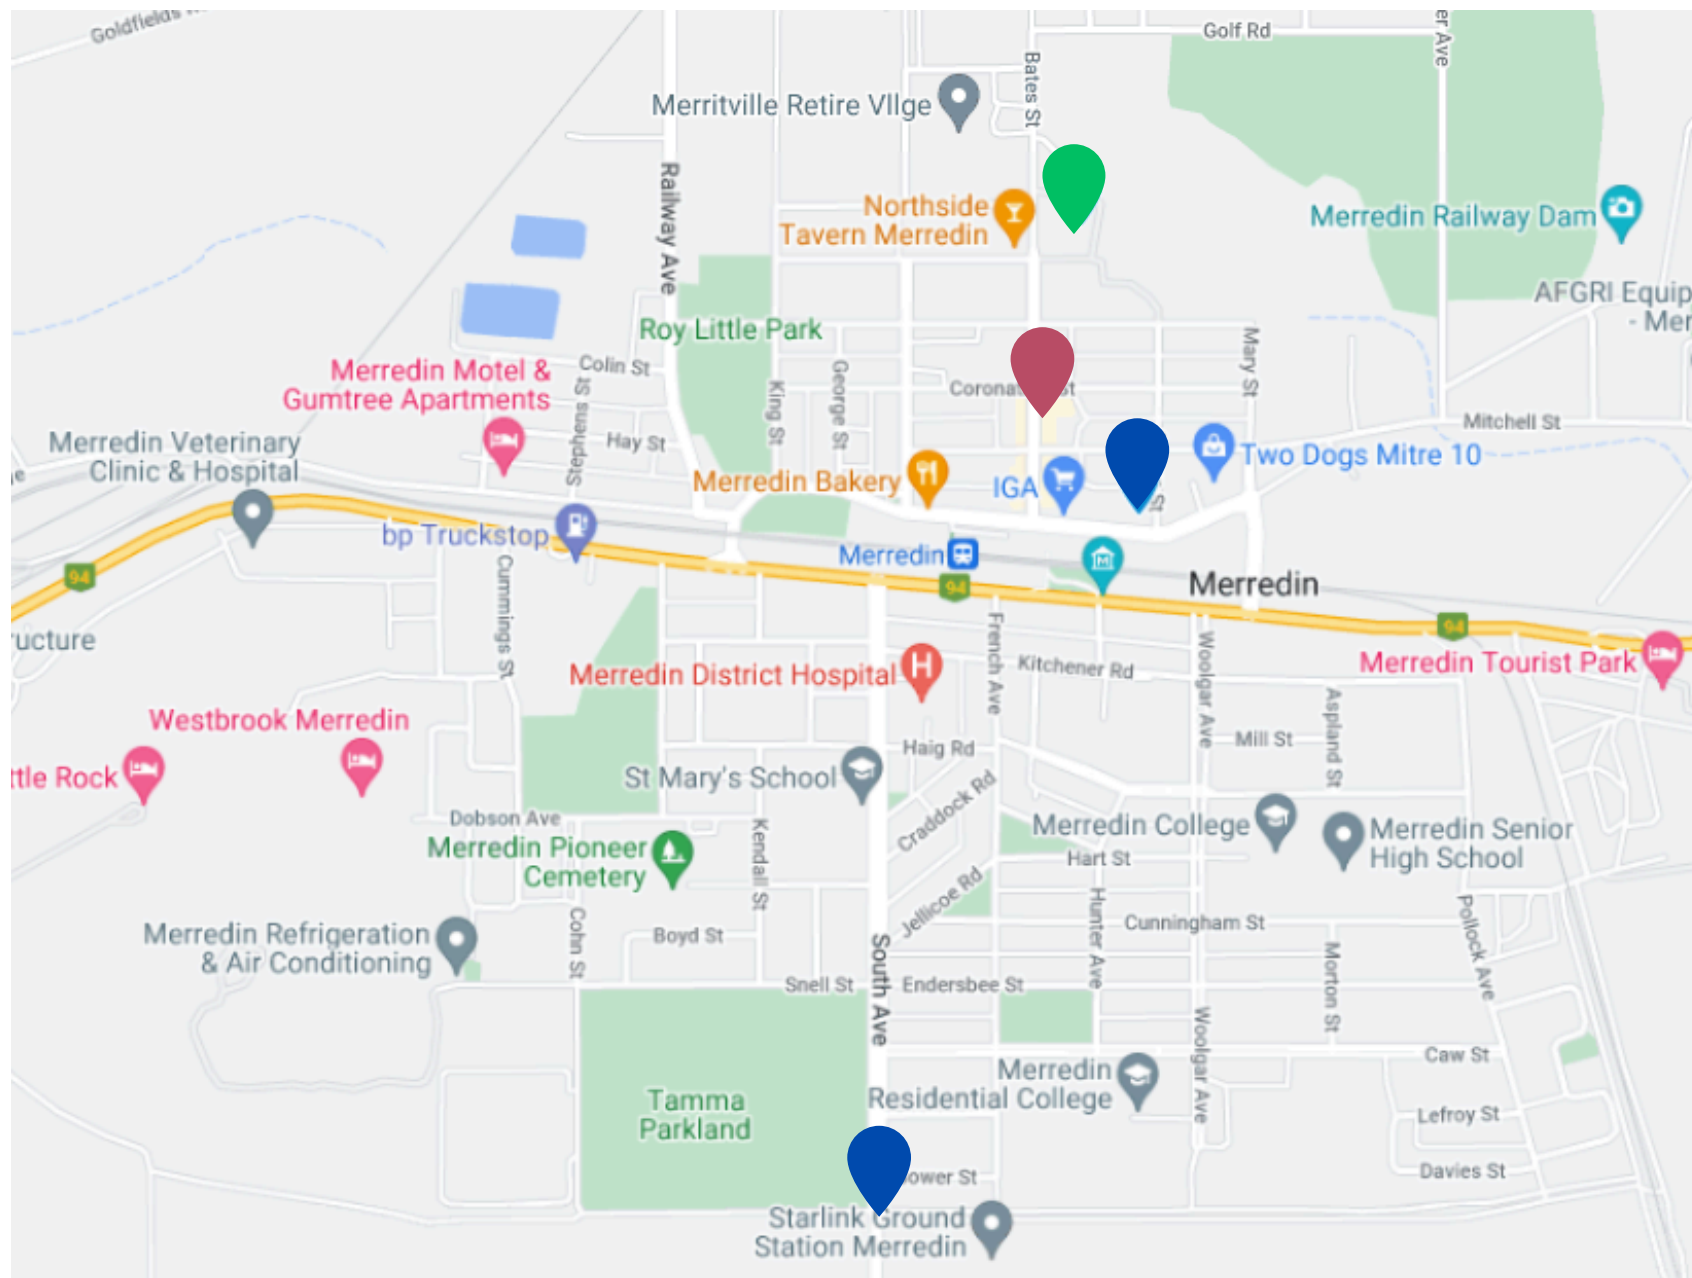 Goldfields
Golf Rd
Bates St
Merritville Retire Vllge
Railway Ave
Northside
Tavern Merredin
Merredin Railway Dam
AFGRI Equip
- Mer
Roy Little Park
Colin St
Stephens St
King St
George St
Mary St
Merredin Motel &
Gumtree Apartments
Hay St
Mitchell St
Merredin Veterinary
Clinic & Hospital
Two Dogs Mitre 10
Merredin Bakery
IGA
St
bp Truckstop
Merredin
94
94
94
Merredin
Cummings St
French Ave
Kitchener Rd
Woolgar Ave
Merredin District Hospital
Merredin Tourist Park
Aspland St
Westbrook Merredin
Mill St
Haig Rd
St Mary's School
Rock
Craddock Rd
Dobson Ave
Merredin College
Merredin Senior
High School
Merredin Pioneer
Cemetery
Kendall St
Hart St
Jellicoe Rd
Hunter Ave
Cunningham St
Pollock Ave
Cohn St
Boyd St
Merredin Refrigeration
& Air Conditioning
South Ave
Morton St
Snell St
Endersbee St
Woolgar Ave
Caw St
Merredin
Residential College
Tamma
Parkland
Lefroy St
Davies St
ower St
Starlink Ground
Station Merredin